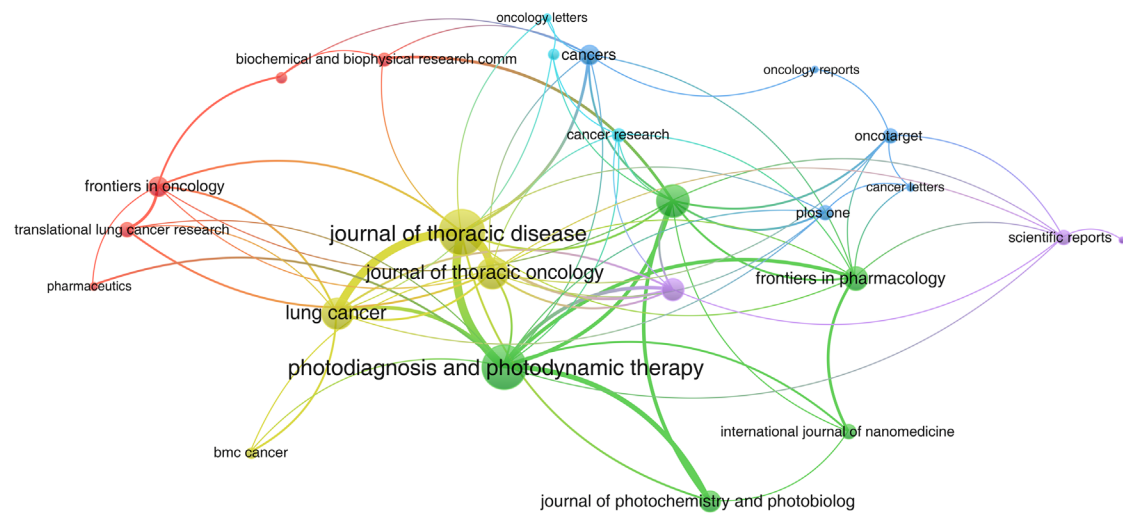 oncology letters
cancers
biochemical and biophysical research comm
oncology reports
cancer research
oncotarget
frontiers in oncology
cancer letters
plos one
translational lung cancer research
journal of thoracic disease
scientific reports
journal of thoracic oncology
frontiers in pharmacology
pharmaceutics
lung cancer
photodiagnosis and photodynamic therapy
international journal of nanomedicine
bmc cancer
journal of photochemistry and photobiolog